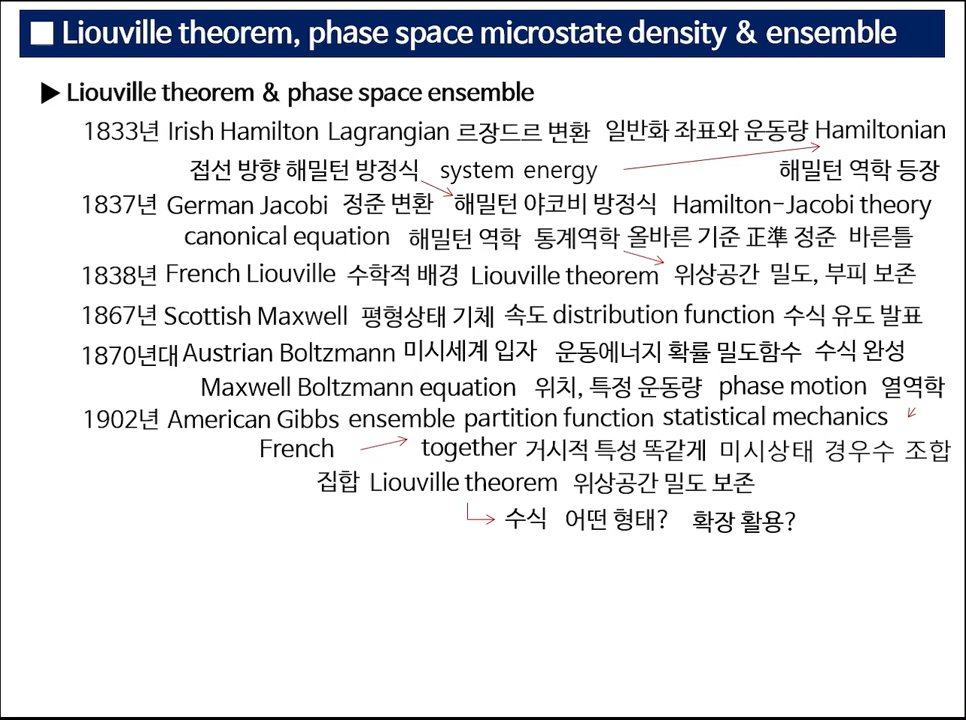 ■ Liouville theorem, phase space microstate density & ensemble
▶ Liouville theorem & phase space ensemble
1833년 Irish Hamilton Lagrangian 르장드르 변환 일반화 좌표와 운동량 Hamiltonian
접선 방향 해밀턴 방정식 system energy 해밀턴 역학 등장
1837년 German Jacobi 정준 변환 해밀턴 야코비 방정식 Hamilton-Jacobi theory
canonical equation 해밀턴 역학 통계역학 올바른 기준 正準 정준 바른틀
1838년 French Liouville 수학적 배경 Liouville theorem 위상공간 밀도, 부피 보존
1867년 Scottish Maxwell 평형상태 기체 속도 distribution function 수식 유도 발표
1870년대 Austrian Boltzmann 미시세계 입자 운동에너지 확률 밀도함수 수식 완성
Maxwell Boltzmann equation 위치, 특정 운동량 phase motion 열역학
1902년 American Gibbs ensemble partition function statistical mechanics
French together 거시적 특성 똑같게 미시상태 경우수 조합
집합 Liouville theorem 위상공간 밀도 보존
수식 어떤 형태? 확장 활용?